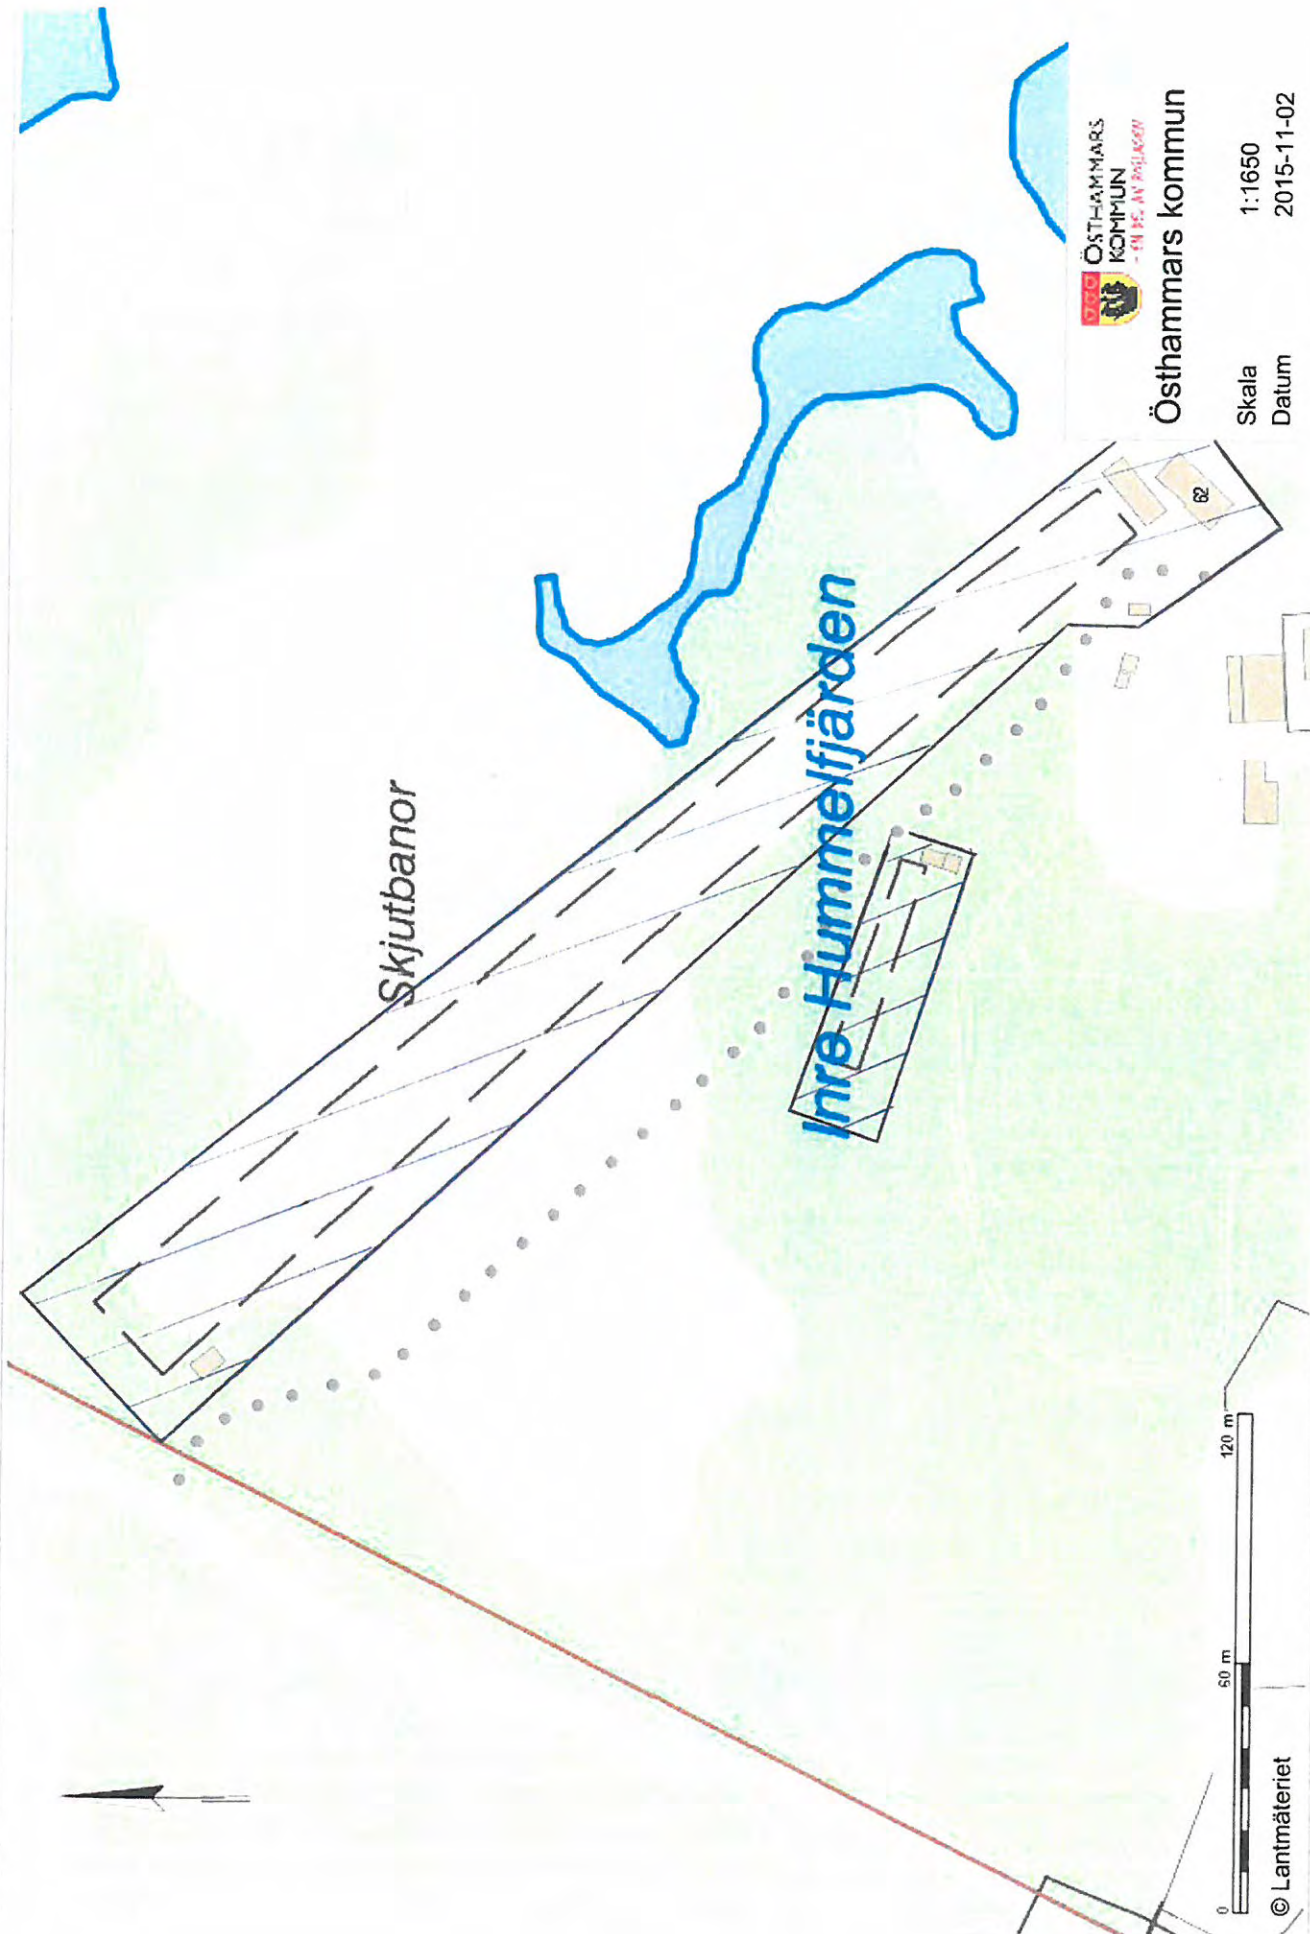 Skjutbanor
Inre Hummelfjärden
62
ÖSTHAMMARS
KOMMUN
Östhammars kommun
Skala 1:1650
Datum 2015-11-02
0 60 m 120 m
© Lantmäteriet